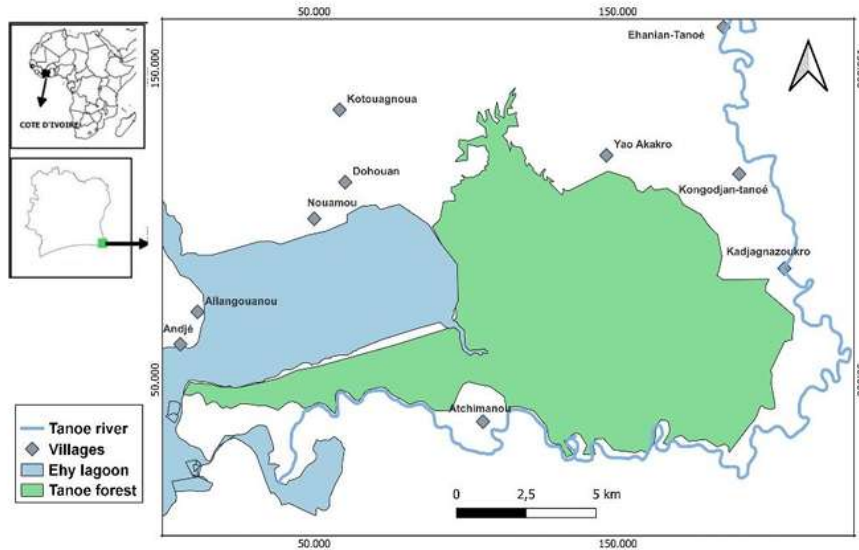 50.000
150.000
Ehanian-Tanoé
150.000
COTE D'IVOIRE
Kotouagnoua
Yao Akakro
Dohouan
Kongodjan-tanoé
Nouamou
Kadjagnazoukro
Allangouanou
Andjé
50.000
Atchimanou
Tanoe river
Villages
Ehy lagoon
Tanoe forest
0 2,5 5 km
50.000
150.000